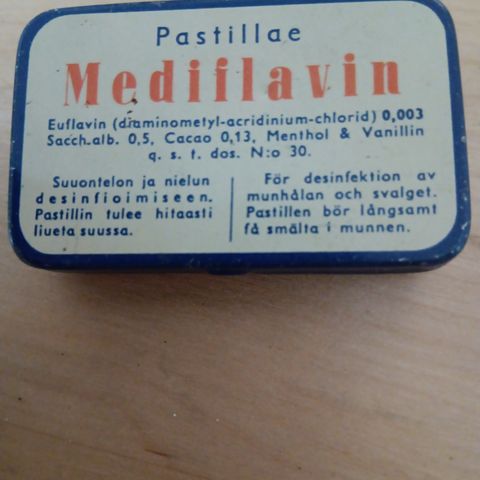 Pastillae
Mediflavin
Euflavin (diaminometyl-acridinium-chlorid) 0,003
Sacch.alb. 0,5, Cacao 0,13, Menthol & Vanillin
q. s. t. dos. N:o 30.
Suuontelon ja nielun
desinfioimiseen.
Pastillin tulee hitaasti
liueta suussa.
För desinfektion av
munhålan och svalget.
Pastillen bör långsamt
få smälta i munnen.